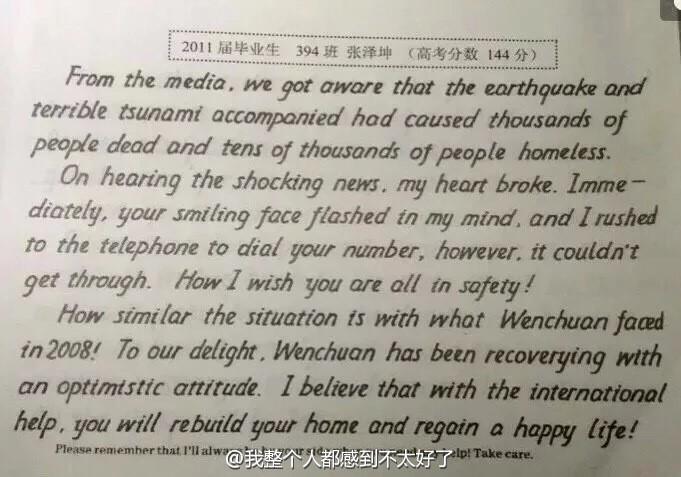 2011 届毕业生 394 班 张泽坤 (高考分数 144 分)
From the media, we got aware that the earthquake and
terrible tsunami accompanied had caused thousands of
people dead and tens of thousands of people homeless.
On hearing the shocking news, my heart broke. Imme-
diately, your smiling face flashed in my mind, and I rushed
to the telephone to dial your number, however, it couldn't
get through. How I wish you are all in safety!
How similar the situation is with what Wenchuan faced
in 2008! To our delight, Wenchuan has been recoverying with
an optimistic attitude. I believe that with the international
help, you will rebuild your home and regain a happy life!
Please remember that I'll help! Take care.
@我整个人都感到不太好了